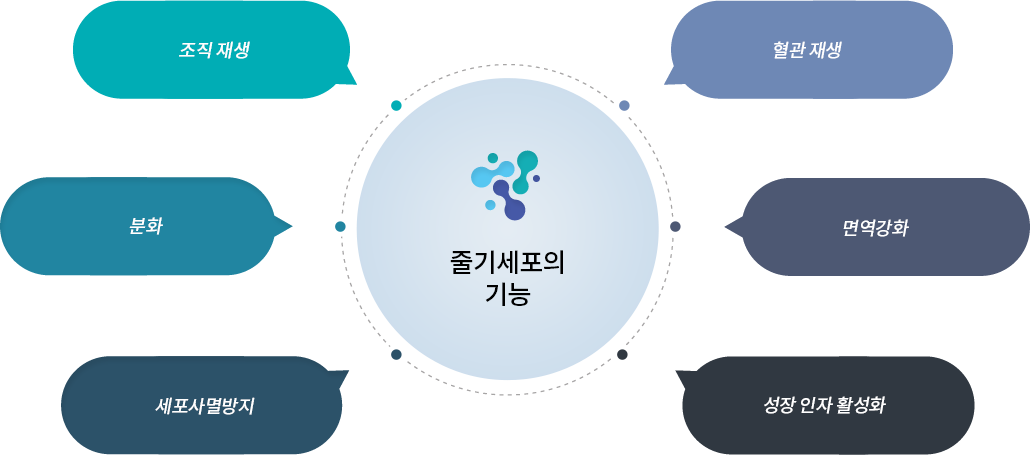 조직 재생
혈관 재생
분화
줄기세포의
기능
면역강화
세포사멸방지
성장 인자 활성화